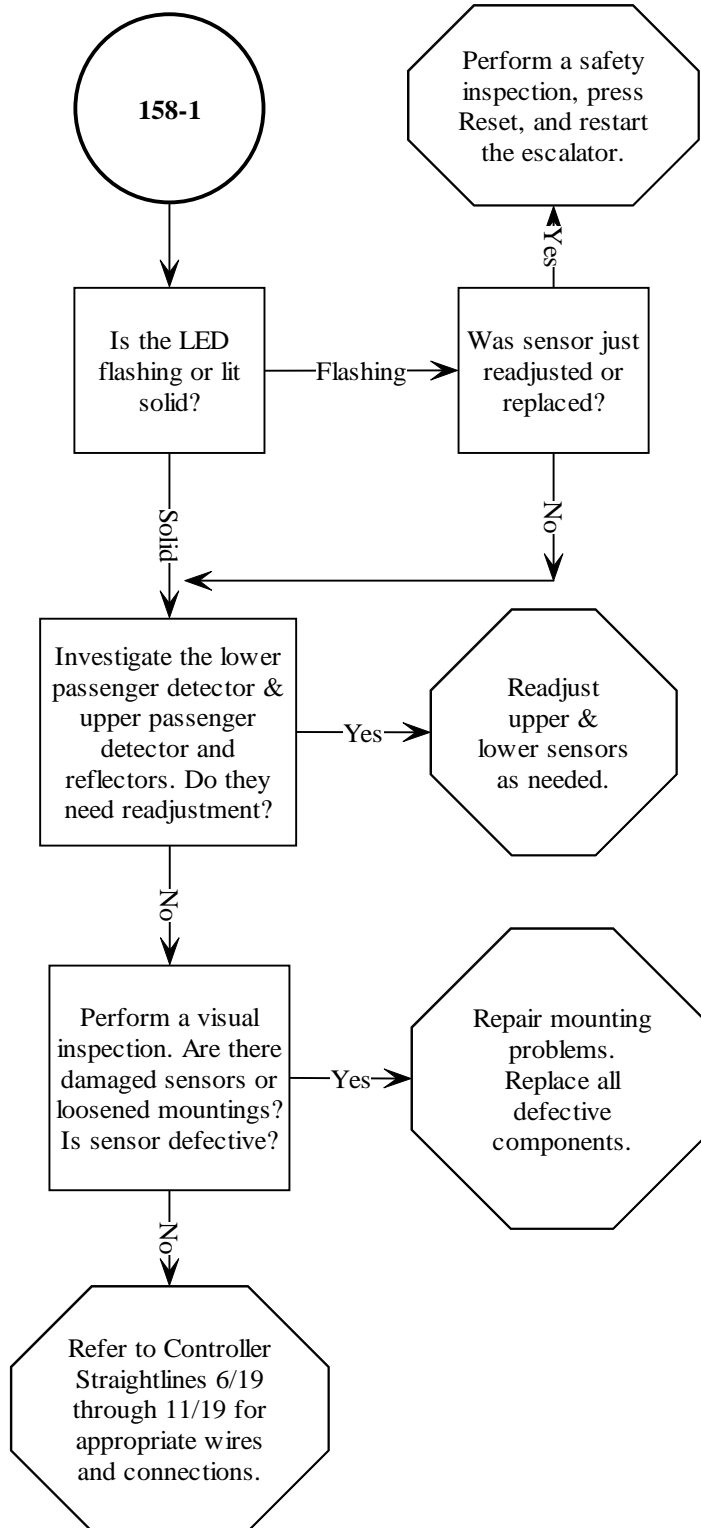 158-1
Perform a safety
inspection, press
Reset, and restart
the escalator.
Yes
Is the LED
flashing or lit
solid?
Flashing
Was sensor just
readjusted or
replaced?
Solid
No
Investigate the lower
passenger detector &
upper passenger
detector and
reflectors. Do they
need readjustment?
Yes
Readjust
upper &
lower sensors
as needed.
No
Perform a visual
inspection. Are there
damaged sensors or
loosened mountings?
Is sensor defective?
Yes
Repair mounting
problems.
Replace all
defective
components.
No
Refer to Controller
Straightlines 6/19
through 11/19 for
appropriate wires
and connections.